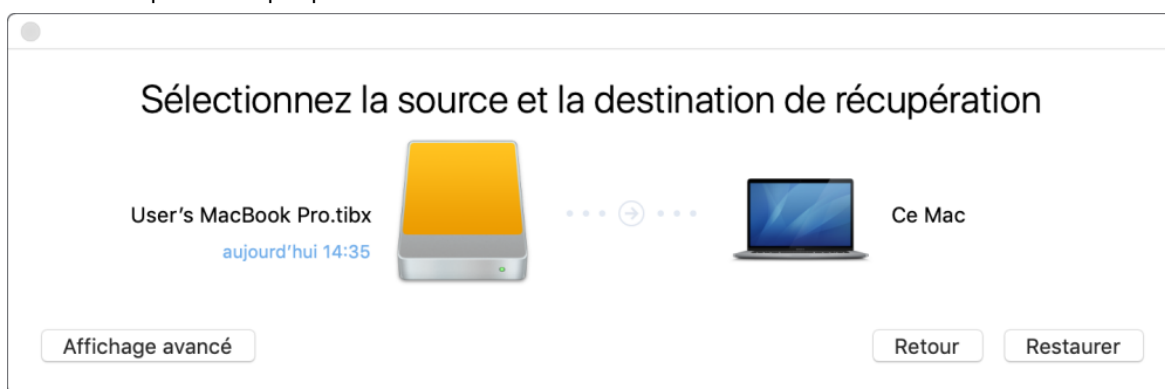 Sélectionnez la source et la destination de récupération
User's MacBook Pro.tibx
aujourd'hui 14:35
Ce Mac
Affichage avancé
Retour
Restaurer